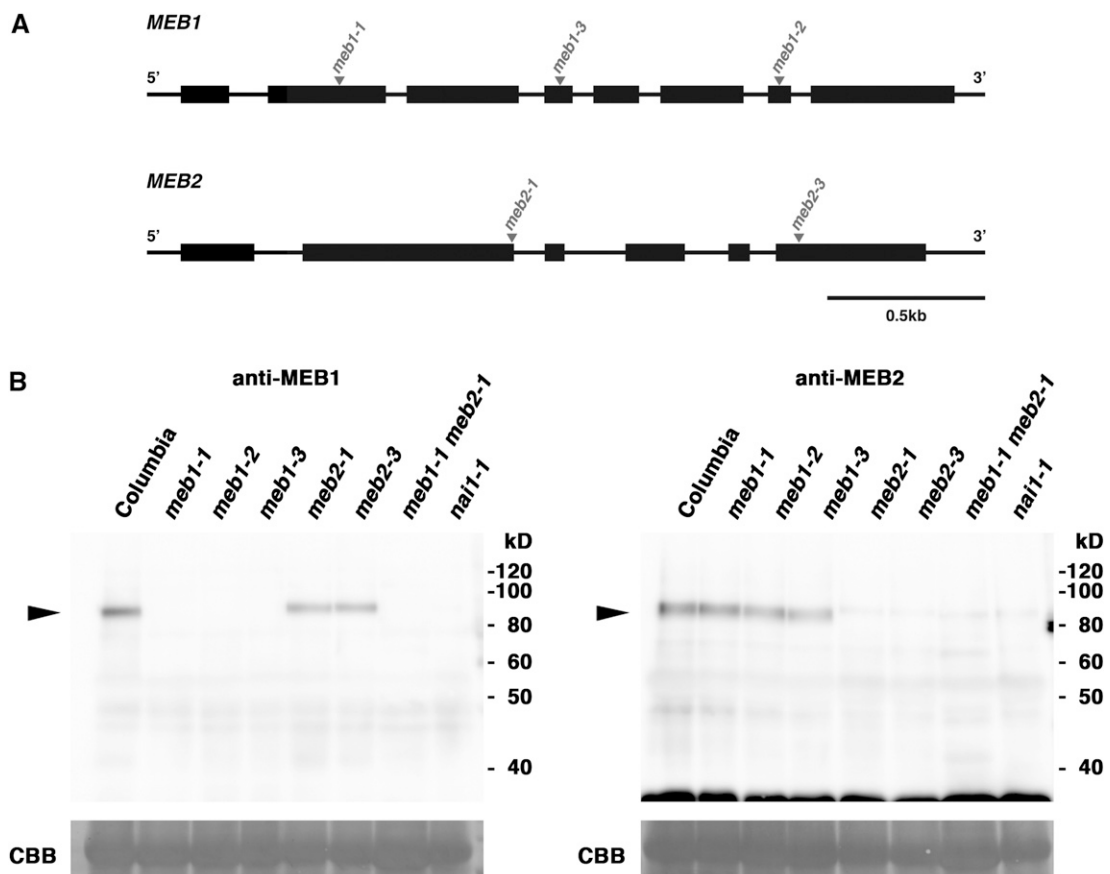 A
MEB1
meb1-1
meb1-3
meb1-2
5'
3'
MEB2
meb2-1
meb2-3
5'
3'
0.5kb
B
anti-MEB1
Columbia
meb1-1
meb1-2
meb1-3
meb2-1
meb2-3
meb1-1 meb2-1
nai1-1
kD
-120
-100
- 80
- 60
- 50
- 40
CBB
anti-MEB2
Columbia
meb1-1
meb1-2
meb1-3
meb2-1
meb2-3
meb1-1 meb2-1
nai1-1
kD
-120
-100
- 80
- 60
- 50
- 40
CBB